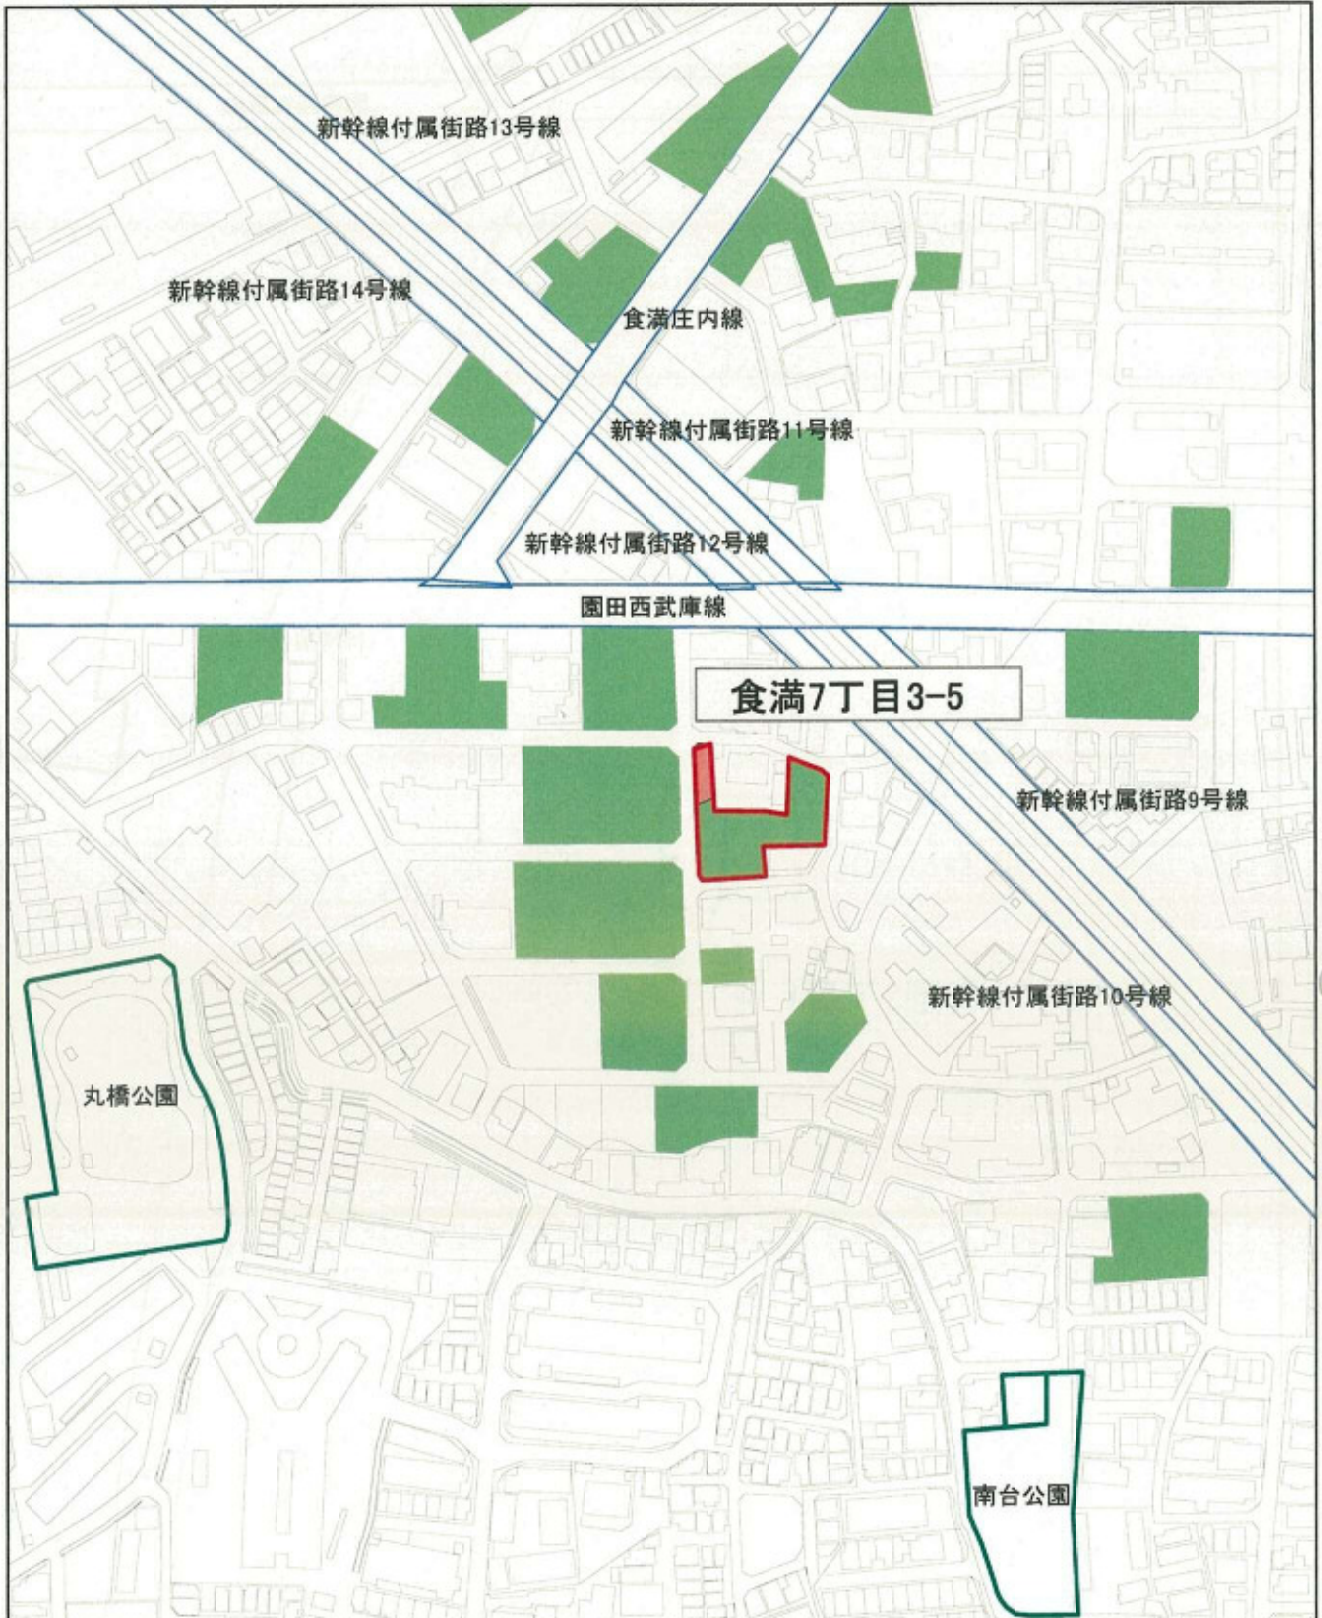 新幹線付属街路13号線
新幹線付属街路14号線
食満庄内線
新幹線付属街路11号線
新幹線付属街路12号線
園田西武庫線
食満7丁目3-5
新幹線付属街路9号線
新幹線付属街路10号線
丸橋公園
南台公園